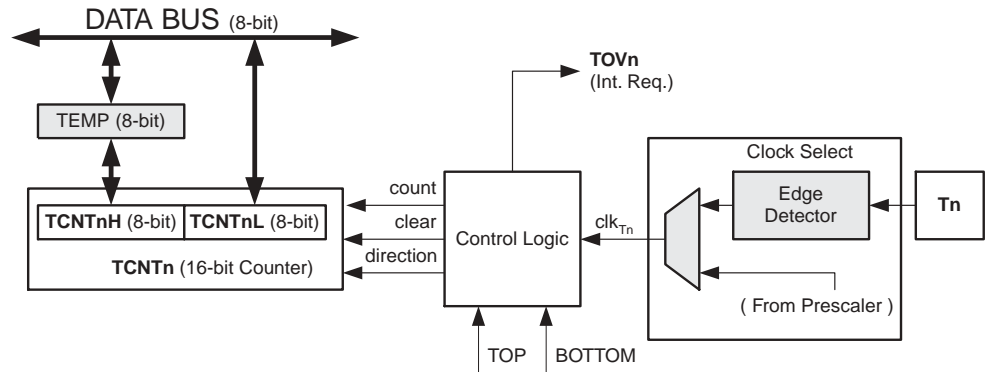 DATA BUS (8-bit)
TOVn
(Int. Req.)
TEMP (8-bit)
Clock Select
count
Edge
Detector
TCNTnH (8-bit) TCNTnL (8-bit)
clear
Control Logic
clkTn
Tn
TCNTn (16-bit Counter)
direction
( From Prescaler )
TOP
BOTTOM